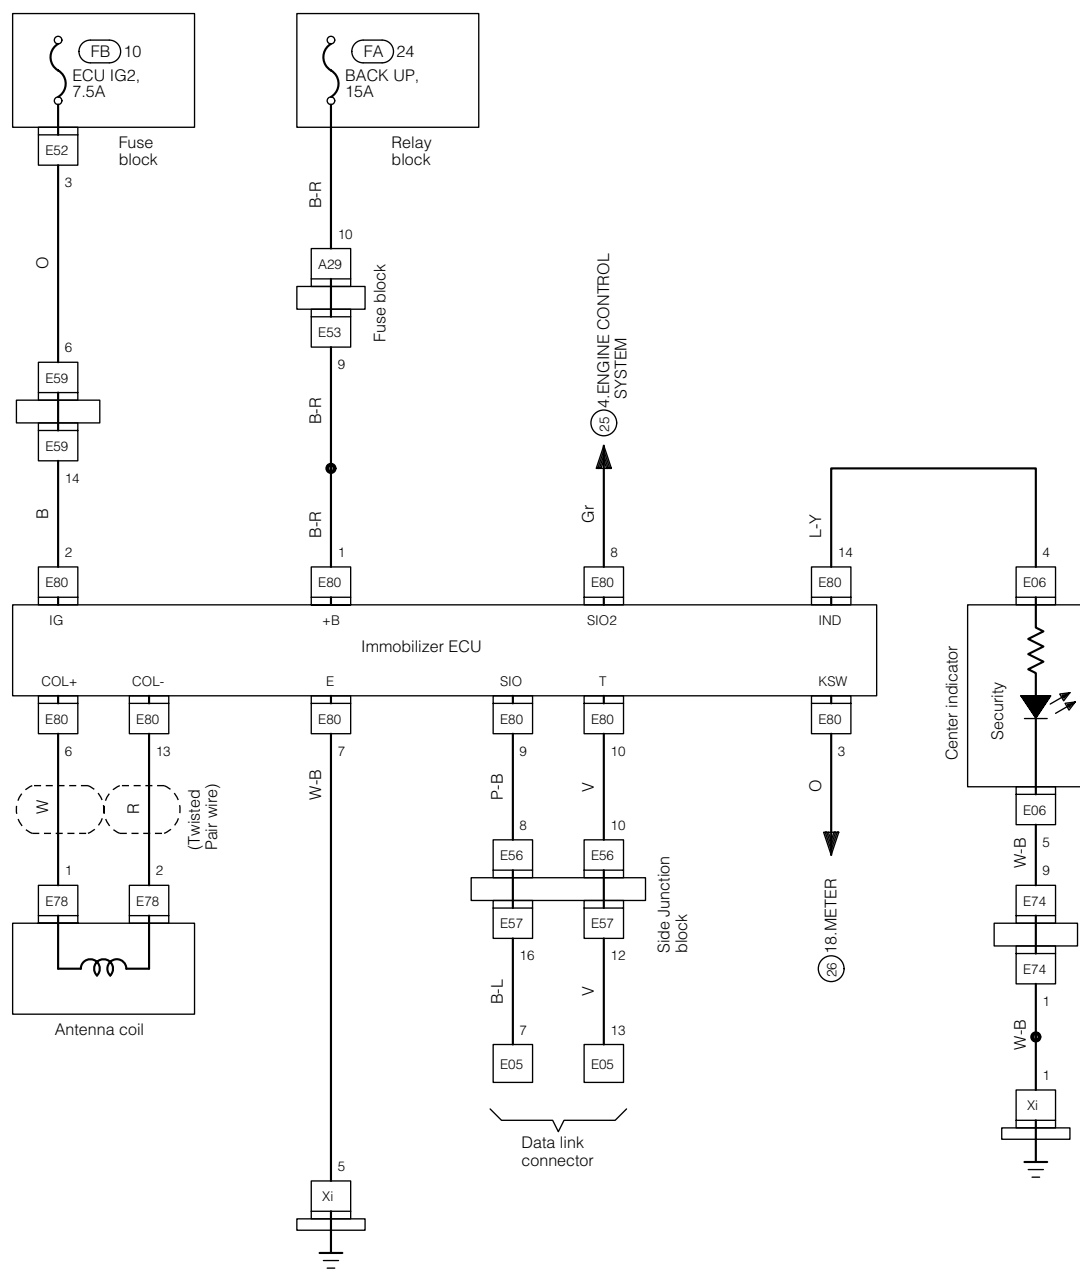 FB 10
ECU IG2,
7.5A
FA 24
BACK UP,
15A
Fuse
block
Relay
block
E52
3
B-R
10
O
A29
Fuse block
E53
9
6
E59
E59
14
B-R
25 4.ENGINE CONTROL
SYSTEM
B
B-R
Gr
L-Y
2
1
8
14
4
E80
E80
E80
E80
E06
IG
+B
SIO2
IND
Immobilizer ECU
COL+
COL-
E
SIO
T
KSW
Center indicator
Security
E80
E80
E80
E80
E80
E80
6
13
7
9
10
3
E06
W
R
(Twisted
Pair wire)
W-B
P-B
V
O
W-B
5
8
10
9
1
2
E56
E56
E78
E78
E74
Side Junction
block
26 18.METER
E57
E57
16
12
E74
1
B-L
V
W-B
Antenna coil
7
13
E05
E05
1
Xi
Data link
connector
5
Xi